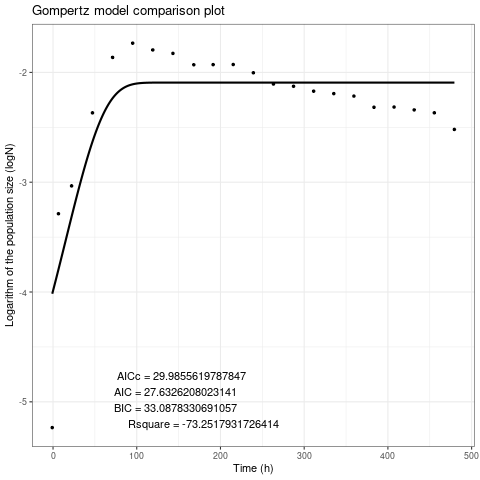 Gompertz model comparison plot
Logarithm of the population size (logN)
-2
-3
-4
-5
AICc = 29.9855619787847
AIC = 27.6326208023141
BIC = 33.0878330691057
Rsquare = -73.2517931726414
0 100 200 300 400 500
Time (h)